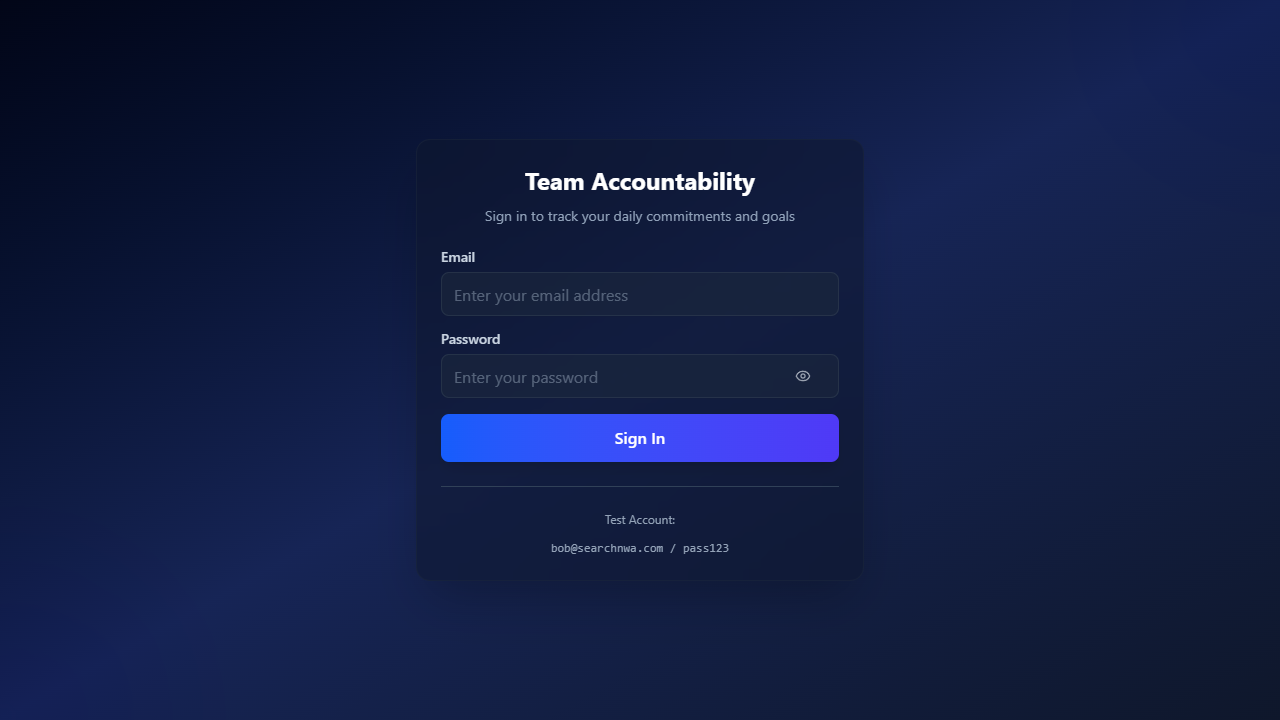 Team Accountability
Sign in to track your daily commitments and goals
Email
Enter your email address
Password
Enter your password
Sign In
Test Account:
bob@searchnwa.com / pass123